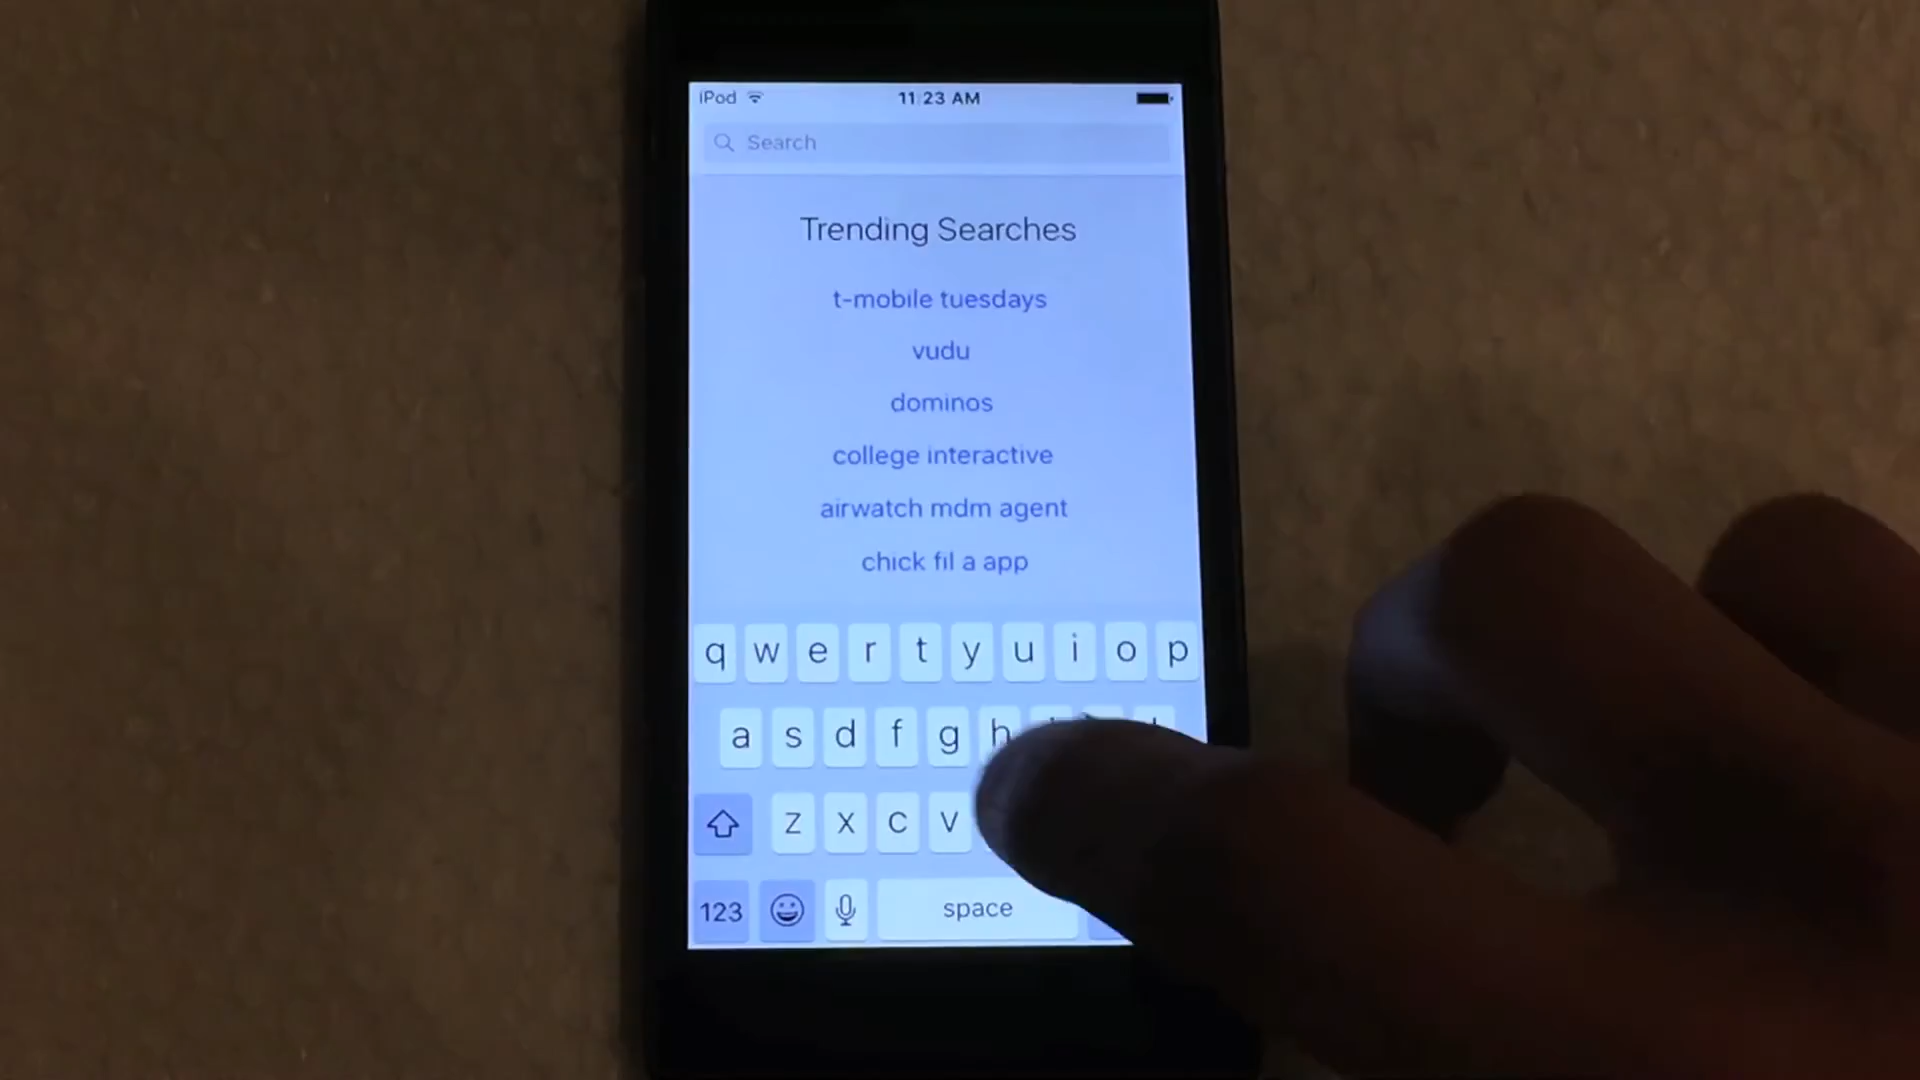 iPod 11:23 AM
Search
Trending Searches
t-mobile tuesdays
vudu
dominos
college interactive
airwatch mdm agent
chick fil a app
q w e r t y u i o p
a s d f g h
z x c v
123 space